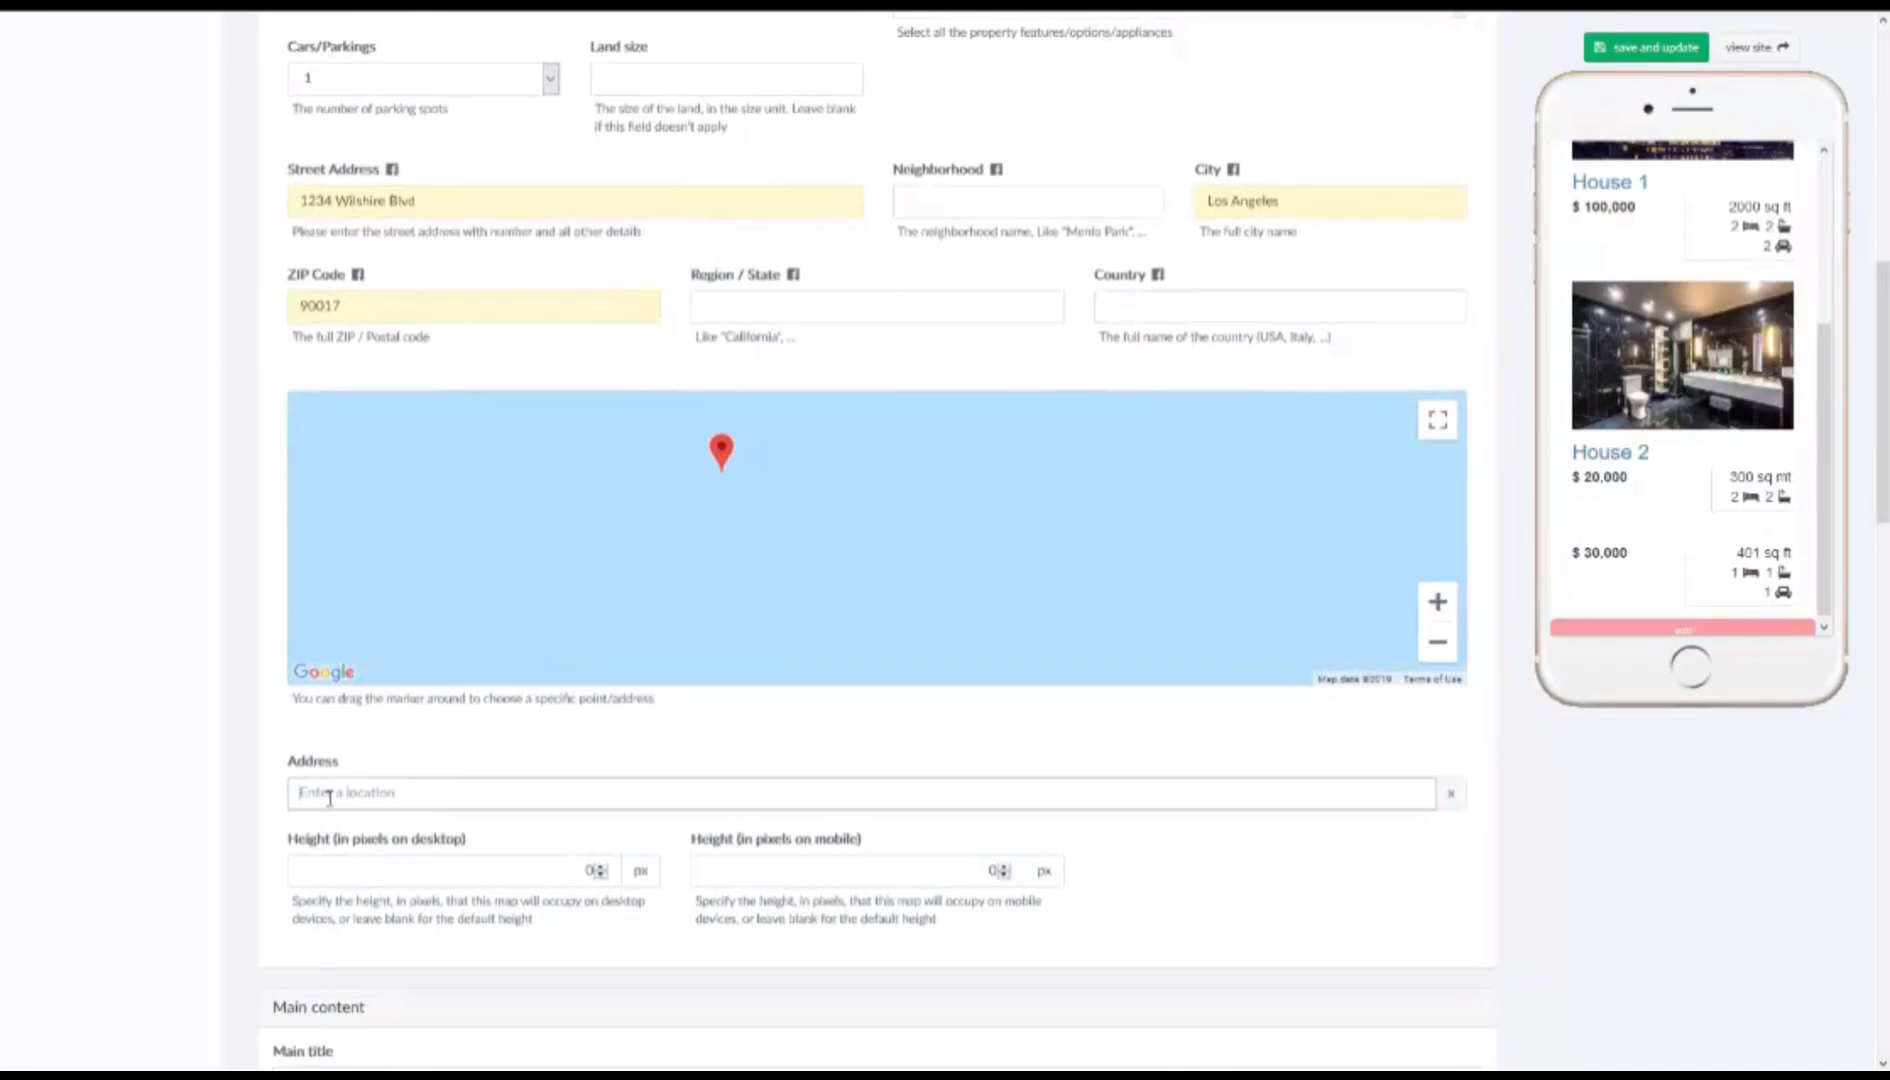 Select all the property features/options/appliances
Cars/Parkings
Land size
1
The number of parking spots
The size of the land, in the size unit. Leave blank
if this field doesn't apply
Street Address
Neighborhood
City
1234 Wilshire Blvd
Los Angeles
Please enter the street address with number and all other details
The neighborhood name, Like "Menlo Park", ...
The full city name
ZIP Code
Region / State
Country
90017
The full ZIP / Postal code
Like "California", ...
The full name of the country (USA, Italy, ...)
Google
Map data ©2019
Terms of Use
You can drag the marker around to choose a specific point/address
Address
Enter a location
×
Height (in pixels on desktop)
Height (in pixels on mobile)
0
px
0
px
Specify the height, in pixels, that this map will occupy on desktop
devices, or leave blank for the default height
Specify the height, in pixels, that this map will occupy on mobile
devices, or leave blank for the default height
Main content
Main title
save and update
view site
House 1
$ 100,000
2000 sq ft
2 2
2
House 2
$ 20,000
300 sq mt
2 2
$ 30,000
401 sq ft
1 1
1